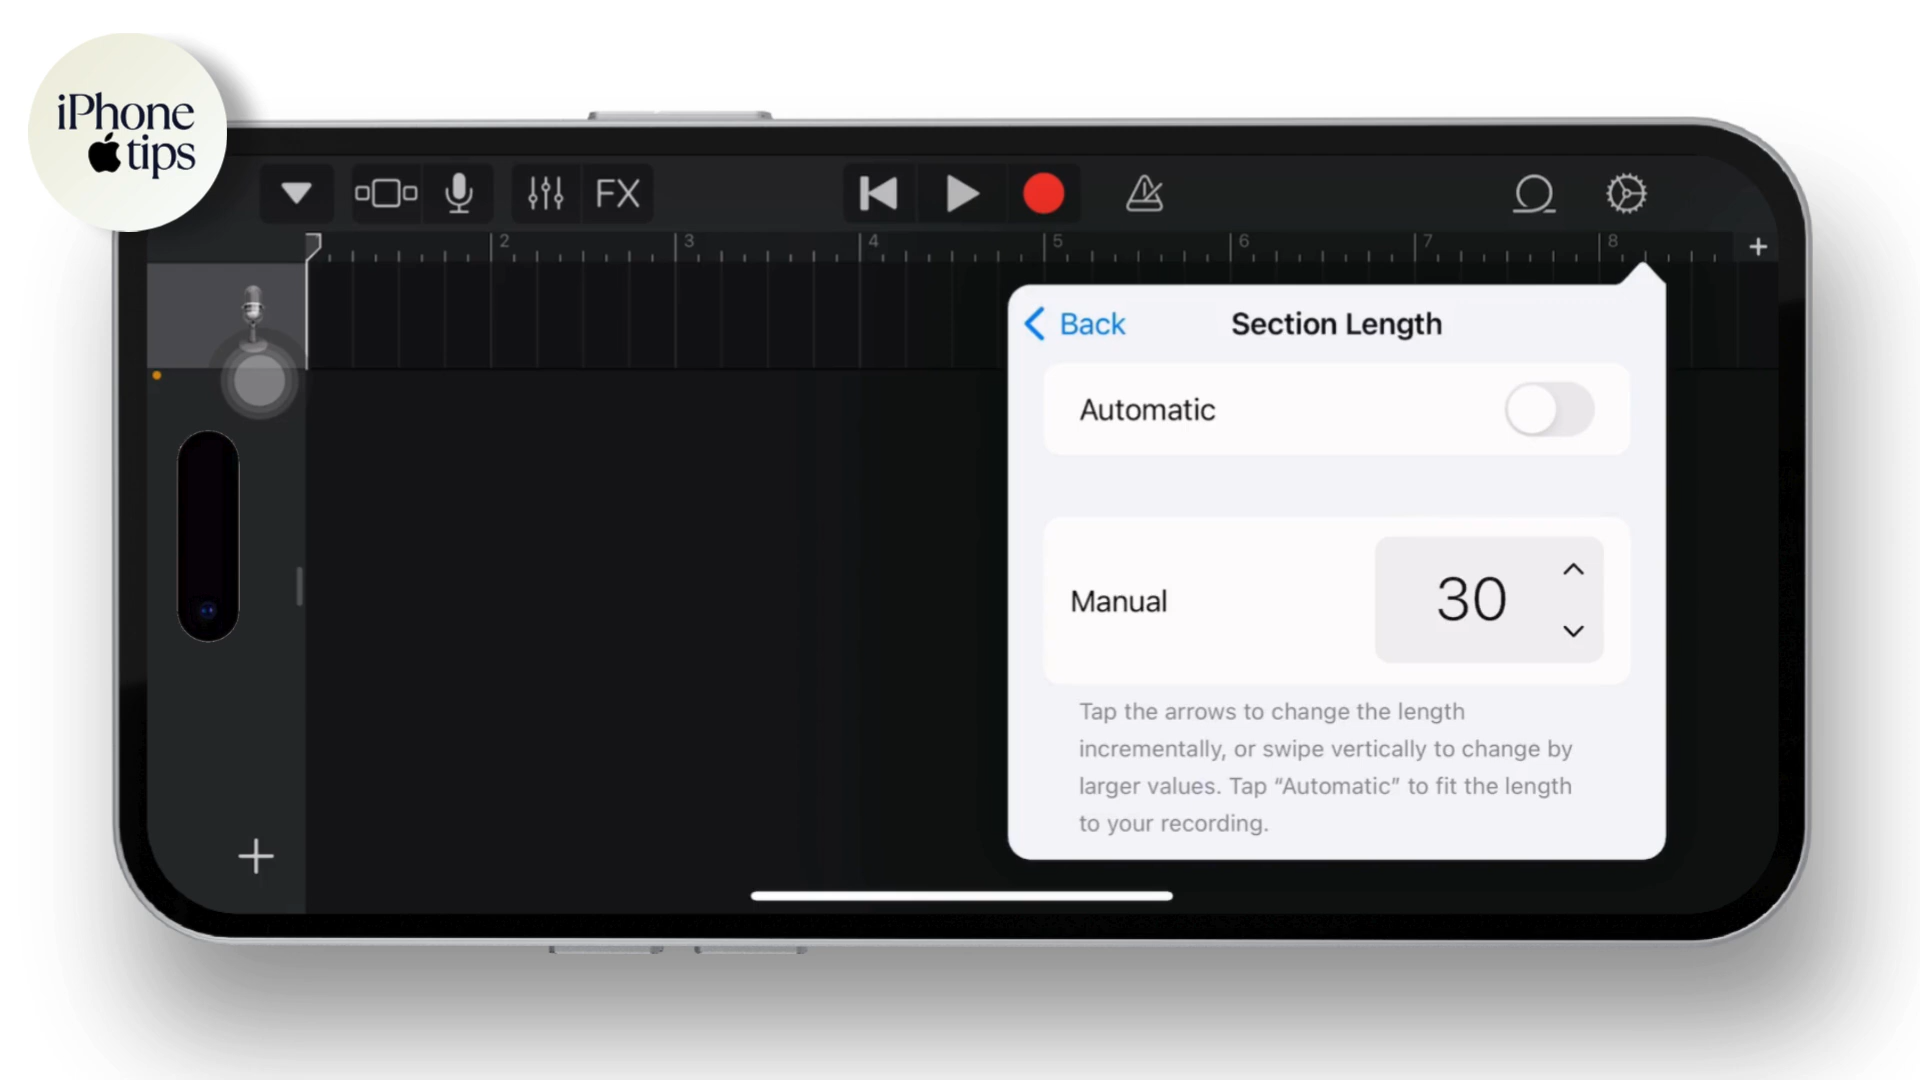 iPhone
tips
FX
2
3
4
5
6
7
8
Back
Section Length
Automatic
Manual
30
Tap the arrows to change the length
incrementally, or swipe vertically to change by
larger values. Tap “Automatic” to fit the length
to your recording.